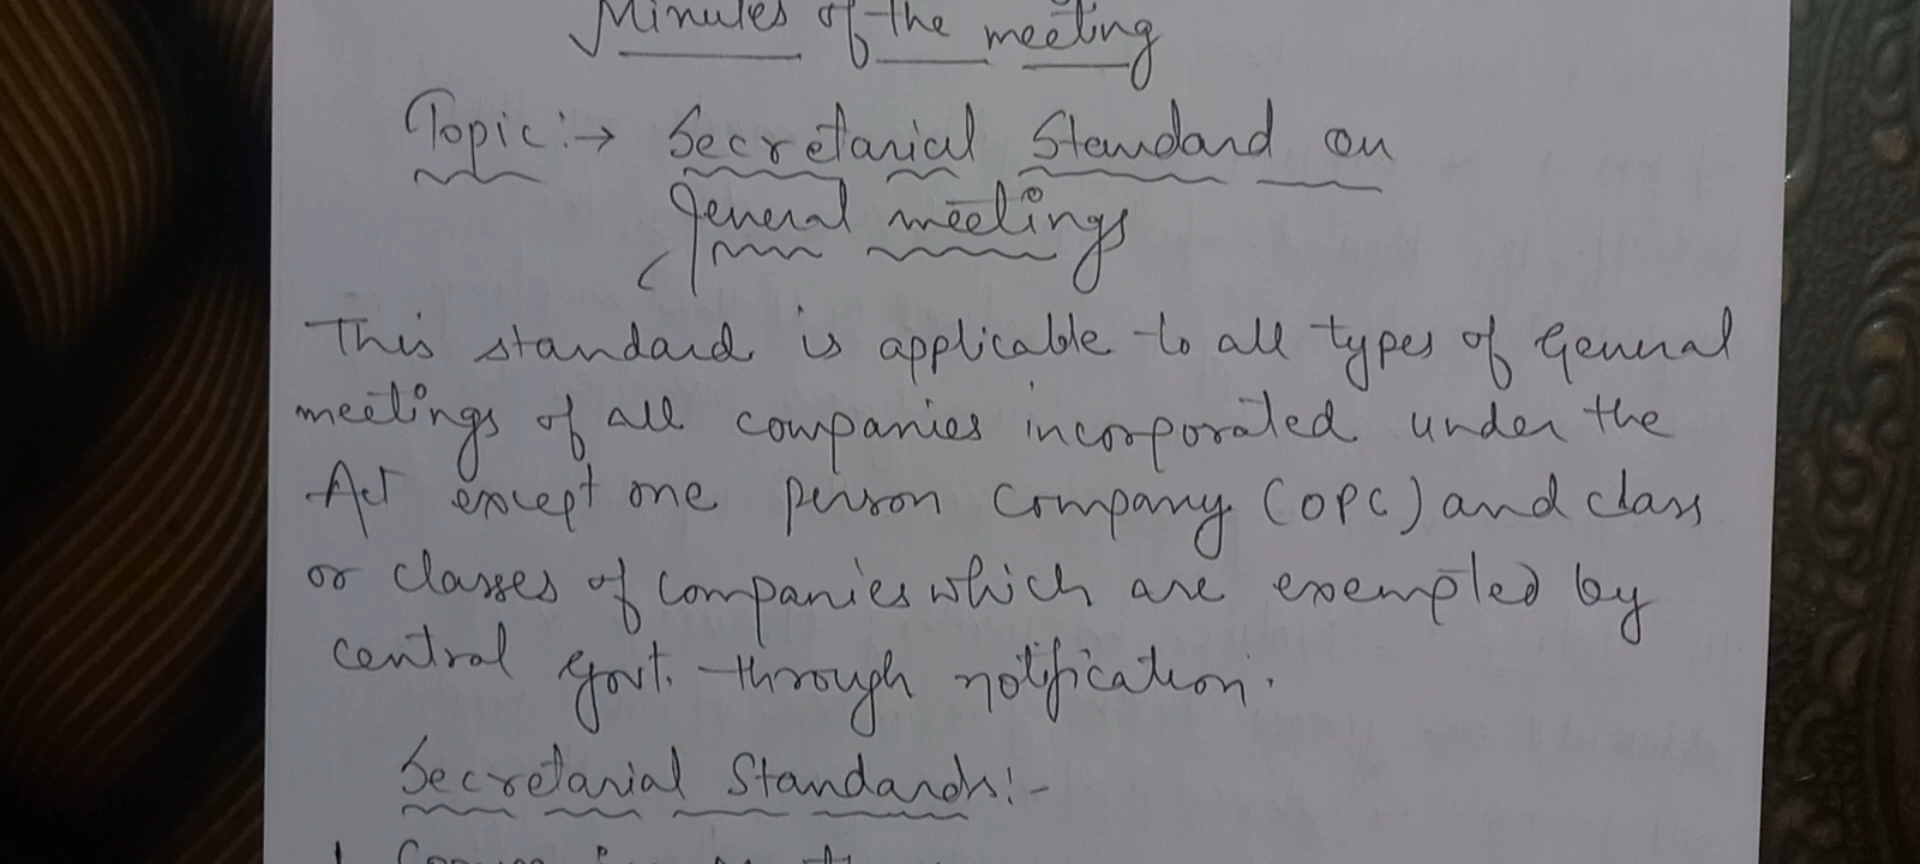 Minutes of the meeting
Topic:→ Secretarial Standard on
General meetings
This standard is applicable to all types of General
meetings of all companies incorporated under the
Act except one person Company (OPC) and class
or classes of Companies which are exempted by
central govt. through notification.
Secretarial Standards:-
1.